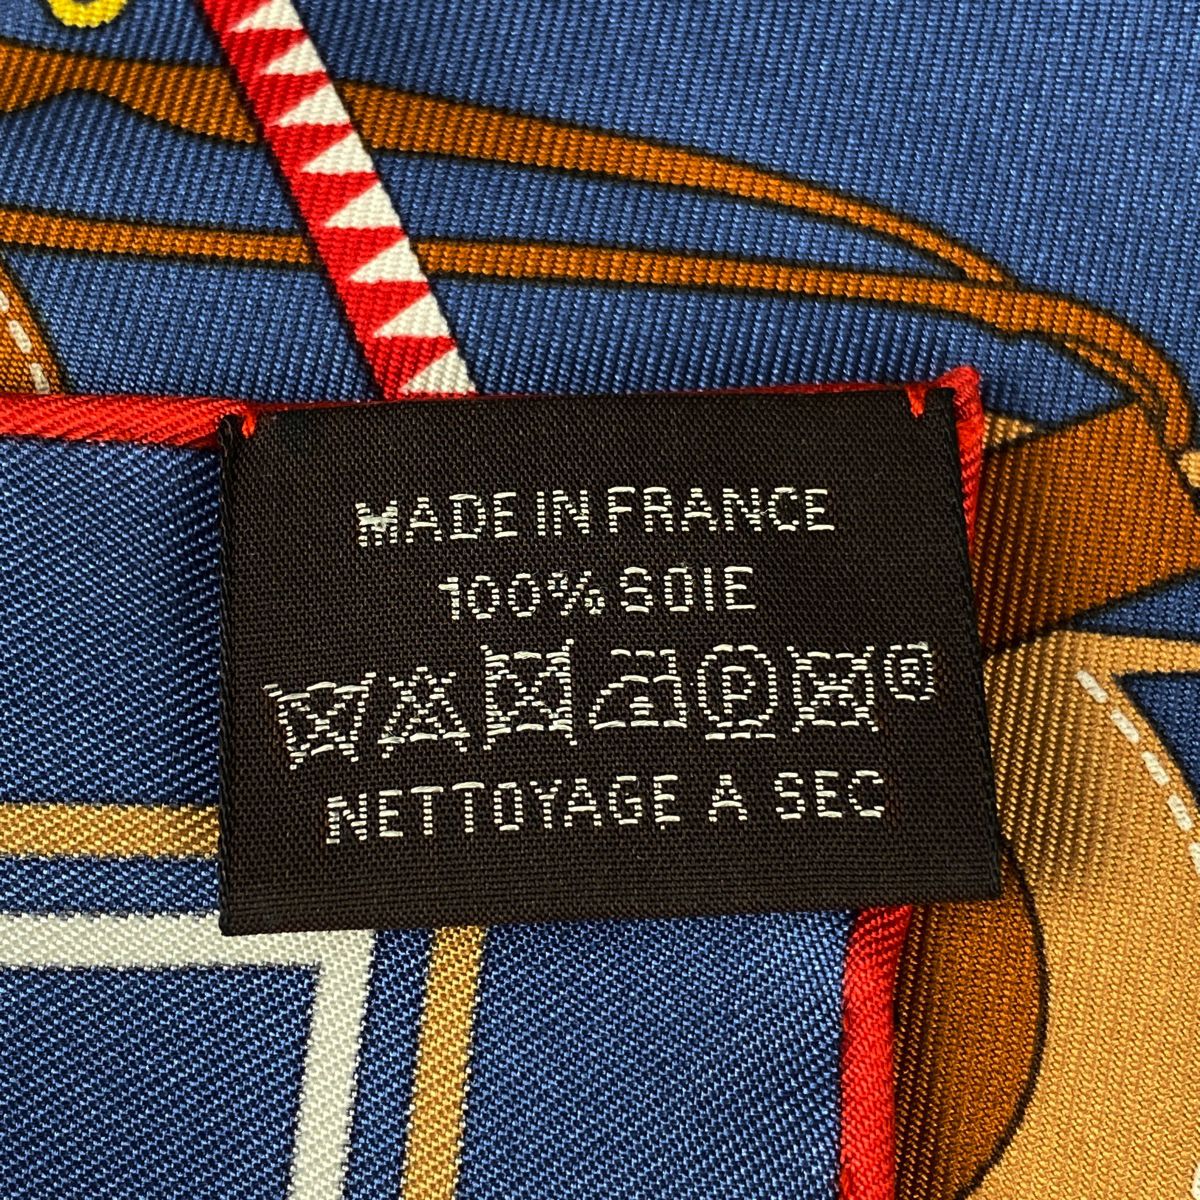 MADE IN FRANCE
100% SOIE
P ®
NETTOYAGE A SEC